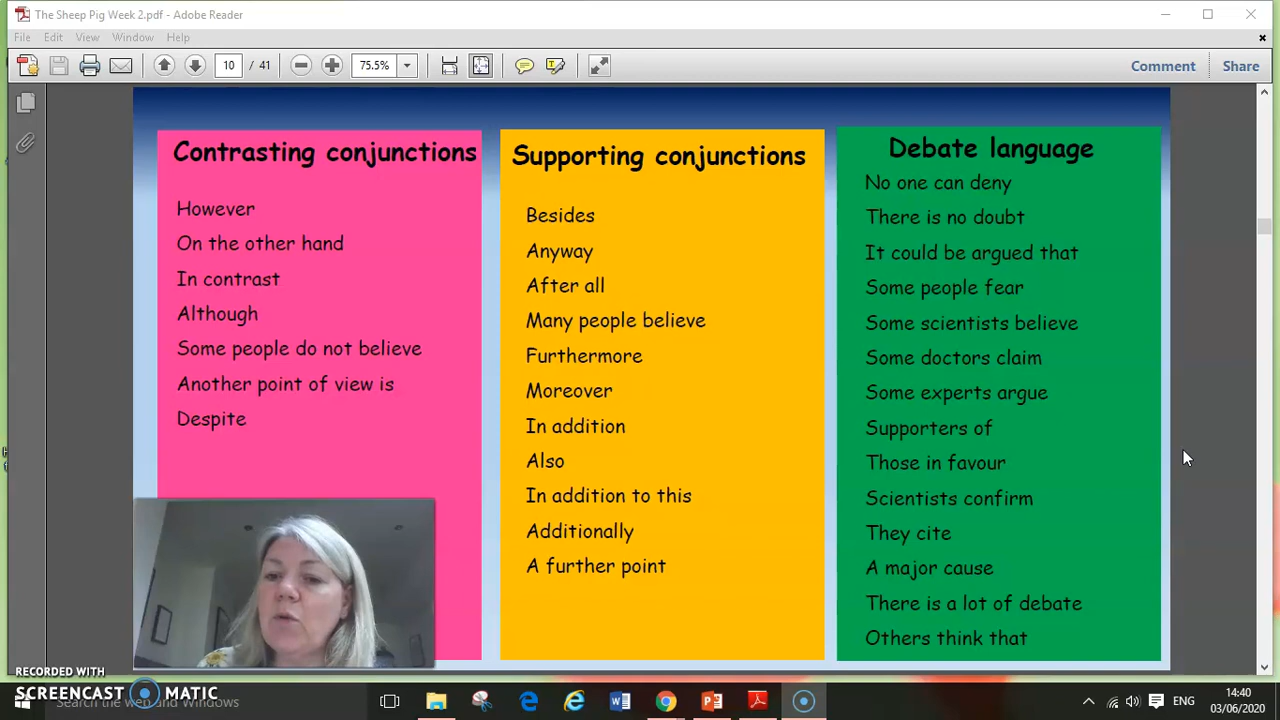 The Sheep Pig Week 2.pdf - Adobe Reader
File Edit View Window Help
10 / 41
75.5%
Comment
Share
Contrasting conjunctions
However
On the other hand
In contrast
Although
Some people do not believe
Another point of view is
Despite
Supporting conjunctions
Besides
Anyway
After all
Many people believe
Furthermore
Moreover
In addition
Also
In addition to this
Additionally
A further point
Debate language
No one can deny
There is no doubt
It could be argued that
Some people fear
Some scientists believe
Some doctors claim
Some experts argue
Supporters of
Those in favour
Scientists confirm
They cite
A major cause
There is a lot of debate
Others think that
RECORDED WITH
SCREENCAST MATIC
Search the web and Windows
ENG
14:40
03/06/2020